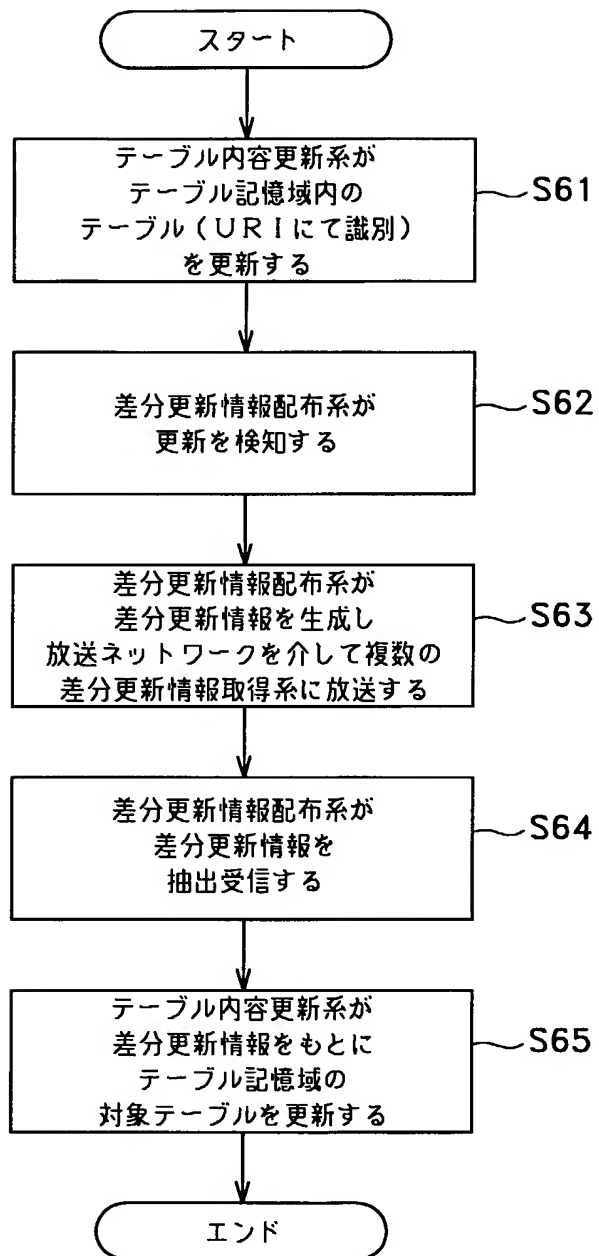 スタート
テーブル内容更新系が
テーブル記憶域内の
テーブル(URIにて識別)
を更新する
S61
差分更新情報配布系が
更新を検知する
S62
差分更新情報配布系が
差分更新情報を生成し
放送ネットワークを介して複数の
差分更新情報取得系に放送する
S63
差分更新情報配布系が
差分更新情報を
抽出受信する
S64
テーブル内容更新系が
差分更新情報をもとに
テーブル記憶域の
対象テーブルを更新する
S65
エンド